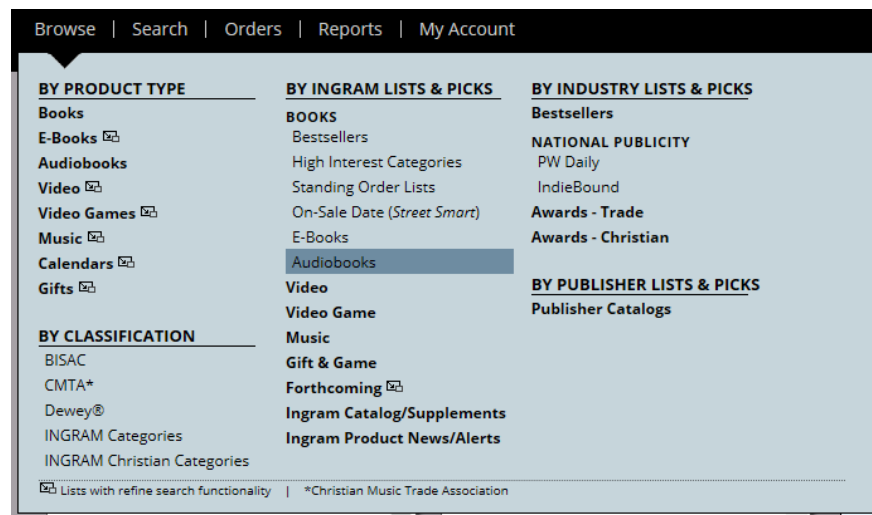 Browse | Search | Orders | Reports | My Account
BY PRODUCT TYPE
Books
E-Books
Audiobooks
Video
Video Games
Music
Calendars
Gifts
BY CLASSIFICATION
BISAC
CMTA*
Dewey®
INGRAM Categories
INGRAM Christian Categories
BY INGRAM LISTS & PICKS
BOOKS
Bestsellers
High Interest Categories
Standing Order Lists
On-Sale Date (Street Smart)
E-Books
Audiobooks
Video
Video Game
Music
Gift & Game
Forthcoming
Ingram Catalog/Supplements
Ingram Product News/Alerts
BY INDUSTRY LISTS & PICKS
Bestsellers
NATIONAL PUBLICITY
PW Daily
IndieBound
Awards - Trade
Awards - Christian
BY PUBLISHER LISTS & PICKS
Publisher Catalogs
Lists with refine search functionality | *Christian Music Trade Association